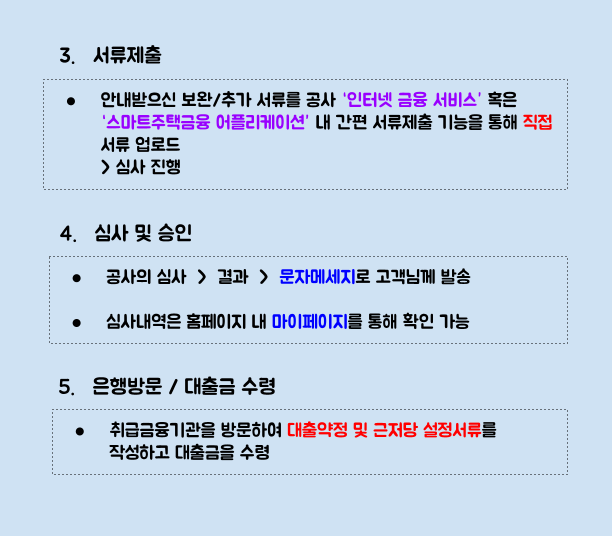 3. 서류제출
● 안내받으신 보완/추가 서류를 공사 '인터넷 금융 서비스' 혹은
'스마트주택금융 어플리케이션' 내 간편 서류제출 기능을 통해 직접
서류 업로드
> 심사 진행
4. 심사 및 승인
● 공사의 심사 > 결과 > 문자메세지로 고객님께 발송
● 심사내역은 홈페이지 내 마이페이지를 통해 확인 가능
5. 은행방문 / 대출금 수령
● 취급금융기관을 방문하여 대출약정 및 근저당 설정서류를
작성하고 대출금을 수령